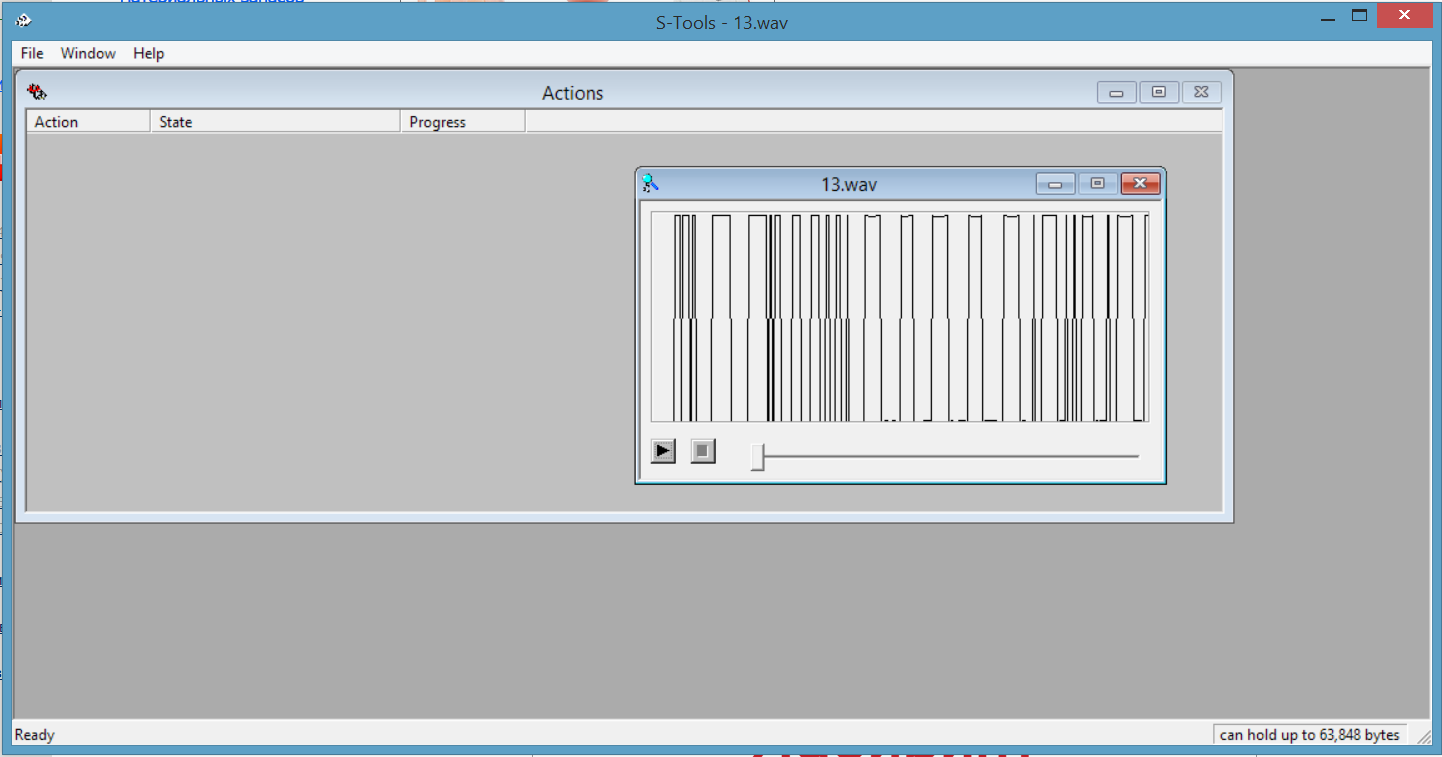 S-Tools - 13.wav
File Window Help
Actions
Action State Progress
13.wav
Ready
can hold up to 63,848 bytes